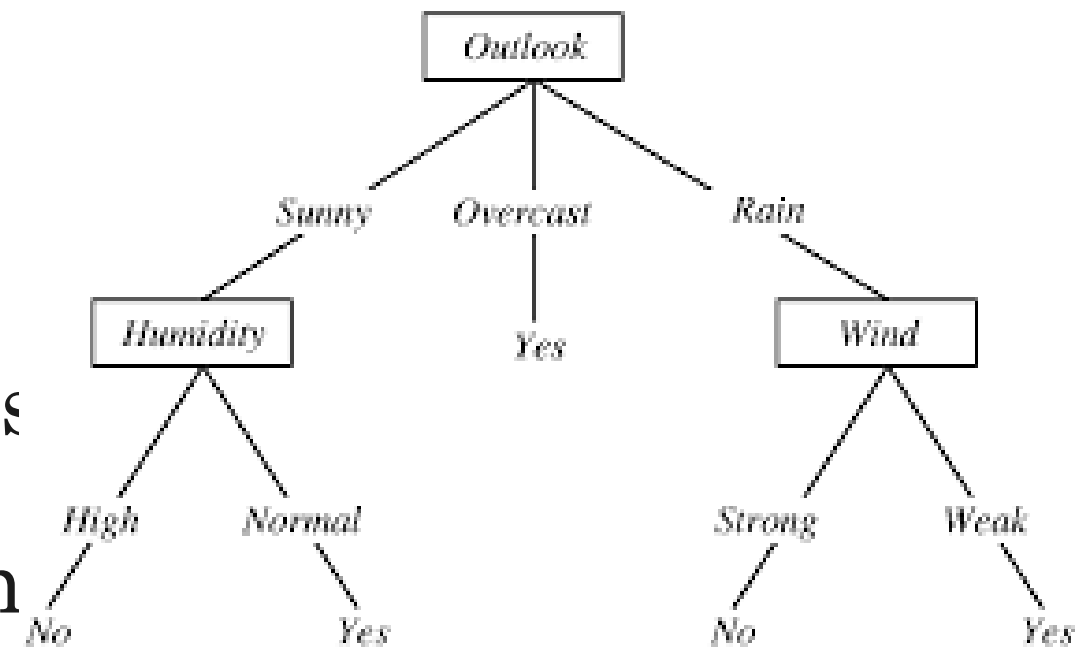 Outlook
Sunny Overcast Rain
Humidity Yes Wind
s
High Normal Strong Weak
n
No Yes No Yes